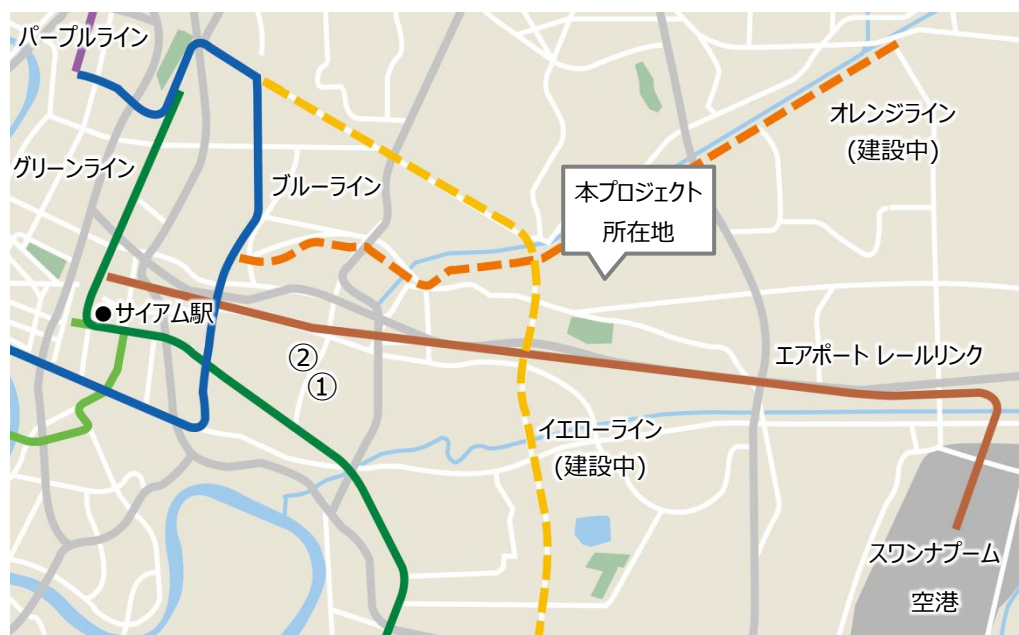 パープルライン
オレンジライン
(建設中)
グリーンライン
ブルーライン
本プロジェクト
所在地
●サイアム駅
②
①
エアポート レールリンク
イエローライン
(建設中)
スワンナプーム
空港